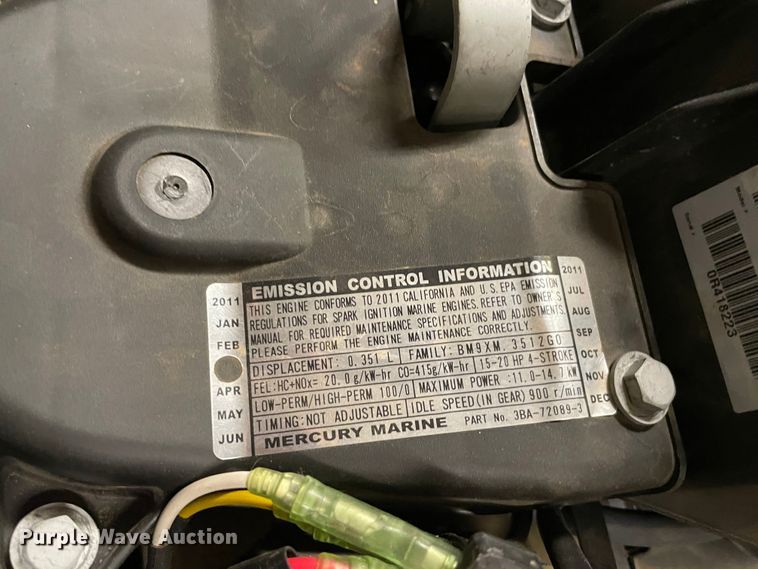 EMISSION CONTROL INFORMATION
THIS ENGINE CONFORMS TO 2011 CALIFORNIA AND U.S. EPA EMISSION
REGULATIONS FOR SPARK IGNITION MARINE ENGINES. REFER TO OWNER'S
MANUAL FOR REQUIRED MAINTENANCE SPECIFICATIONS AND ADJUSTMENTS.
PLEASE PERFORM THE ENGINE MAINTENANCE CORRECTLY.
DISPLACEMENT: 0.351 L FAMILY: BM9XM.3512G0
FEL:HC+NOx= 20.0g/kW-hr CO=415g/kW-hr 15-20 HP 4-STROKE
LOW-PERM/HIGH-PERM 100/0 MAXIMUM POWER :11.0-14.7kW
TIMING:NOT ADJUSTABLE IDLE SPEED(IN GEAR) 900 r/min
MERCURY MARINE PART No. 3BA-72089-3
2011
JAN
FEB
APR
MAY
JUN
2011
JUL
AUG
SEP
OCT
NOV
DEC
0R418223
Purple Wave Auction